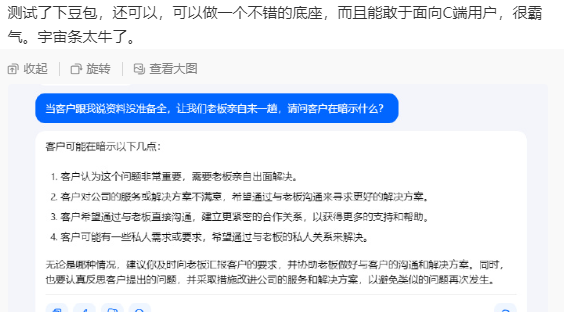 测试了下豆包，还可以，可以做一个不错的底座，而且能敢于面向C端用户，很霸
气。宇宙条太牛了。
收起 旋转 查看大图
当客户跟我说资料没准备全，让我们老板亲自来一趟，请问客户在暗示什么？
客户可能在暗示以下几点：
1. 客户认为这个问题非常重要，需要老板亲自出面解决。
2. 客户对公司的服务或解决方案不满意，希望通过与老板沟通来寻求更好的解决方案。
3. 客户希望通过与老板直接沟通，建立更紧密的合作关系，以获得更多的支持和帮助。
4. 客户可能有一些私人需求或要求，希望通过与老板的私人关系来解决。
无论是哪种情况，建议你及时向老板汇报客户的要求，并协助老板做好与客户的沟通和解决方案。同时，
也要认真反思客户提出的问题，并采取措施改进公司的服务和解决方案，以避免类似的问题再次发生。